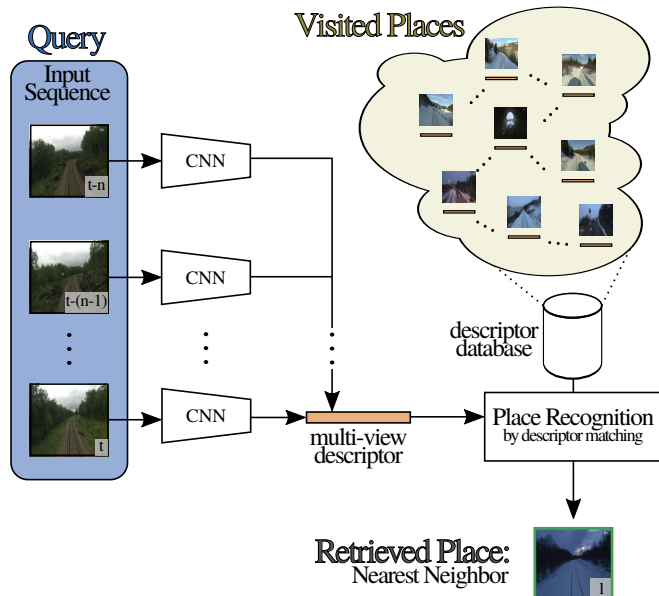 Query
Input
Sequence
t-n
CNN
t-(n-1)
CNN
t
CNN
multi-view
descriptor
Visited Places
descriptor
database
Place Recognition
by descriptor matching
Retrieved Place:
Nearest Neighbor
1